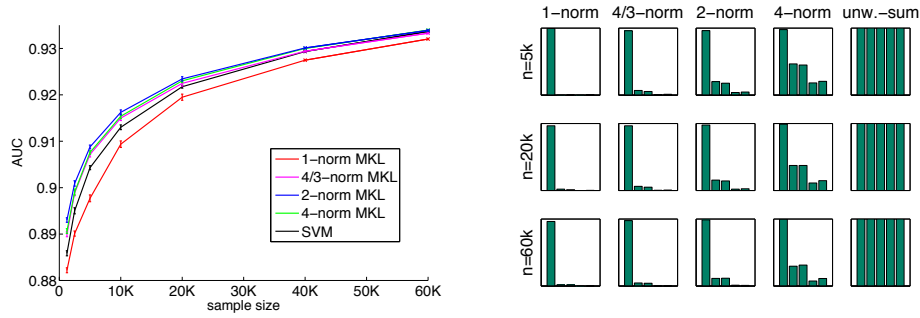 0.93
0.92
0.91
0.9
0.89
0.88
AUC
0 10K 20K 30K 40K 50K 60K
sample size
1−norm MKL
4/3−norm MKL
2−norm MKL
4−norm MKL
SVM
1−norm 4/3−norm 2−norm 4−norm unw.−sum
n=5k
n=20k
n=60k